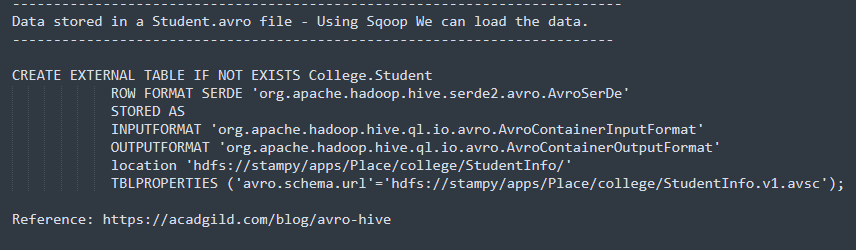 -------------------------------------------------------------------------
Data stored in a Student.avro file - Using Sqoop We can load the data.
------------------------------------------------------------------------
CREATE EXTERNAL TABLE IF NOT EXISTS College.Student
ROW FORMAT SERDE 'org.apache.hadoop.hive.serde2.avro.AvroSerDe'
STORED AS
INPUTFORMAT 'org.apache.hadoop.hive.ql.io.avro.AvroContainerInputFormat'
OUTPUTFORMAT 'org.apache.hadoop.hive.ql.io.avro.AvroContainerOutputFormat'
location 'hdfs://stampy/apps/Place/college/StudentInfo/'
TBLPROPERTIES ('avro.schema.url'='hdfs://stampy/apps/Place/college/StudentInfo.v1.avsc');
Reference: https://acadgild.com/blog/avro-hive